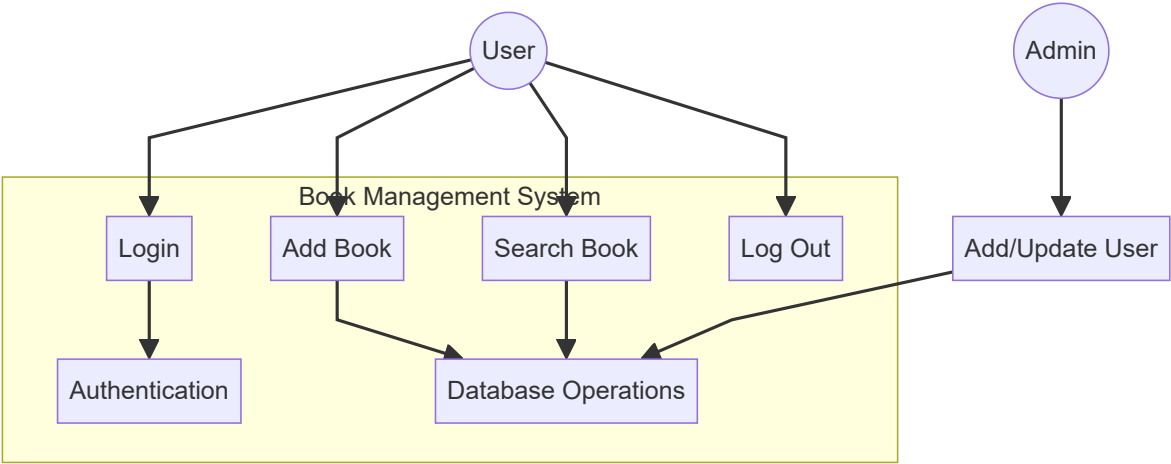 User
Admin
Book Management System
Login
Add Book
Search Book
Log Out
Add/Update User
Authentication
Database Operations